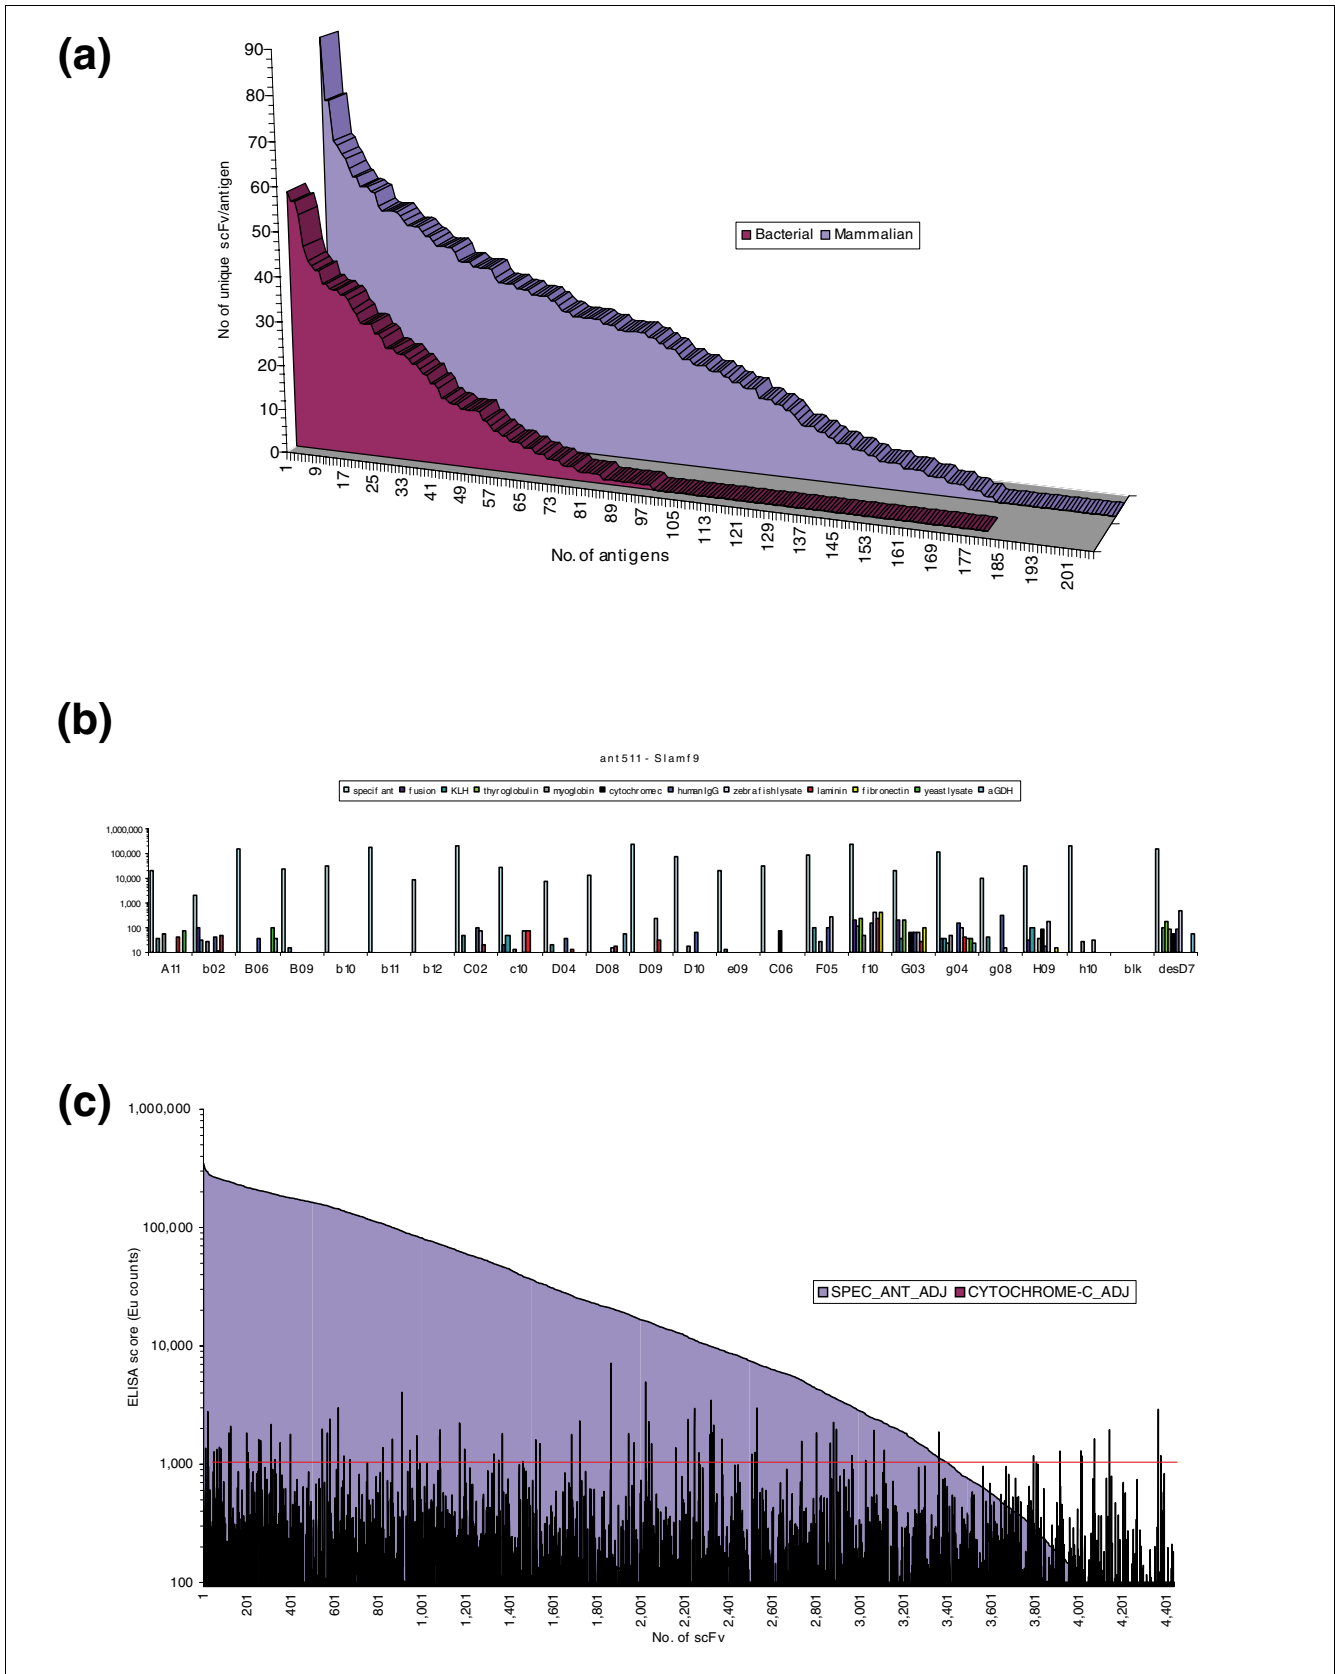 (a)
90
80
70
60
50
40
30
20
10
0
No of unique scFv/antigen
Bacterial Mammalian
1 9 17 25 33 41 49 57 65 73 81 89 97 105 113 121 129 137 145 153 161 169 177 185 193 201
No. of antigens
(b)
ant511 - Slamf9
specif ant fusion KLH thyroglobulin myoglobin cytochrome c human IgG zebrafish lysate laminin fibronectin yeast lysate aGDH
1,000,000
100,000
10,000
1,000
100
10
A11 b02 B06 B09 b10 b11 b12 C02 c10 D04 D08 D09 D10 e09 C06 F05 f10 G03 g04 g08 H09 h10 blk desD7
(c)
1,000,000
100,000
10,000
1,000
100
ELISA score (Eu counts)
SPEC_ANT_ADJ CYTOCHROME-C_ADJ
1 201 401 601 801 1,001 1,201 1,401 1,601 1,801 2,001 2,201 2,401 2,601 2,801 3,001 3,201 3,401 3,601 3,801 4,001 4,201 4,401
No. of scFv